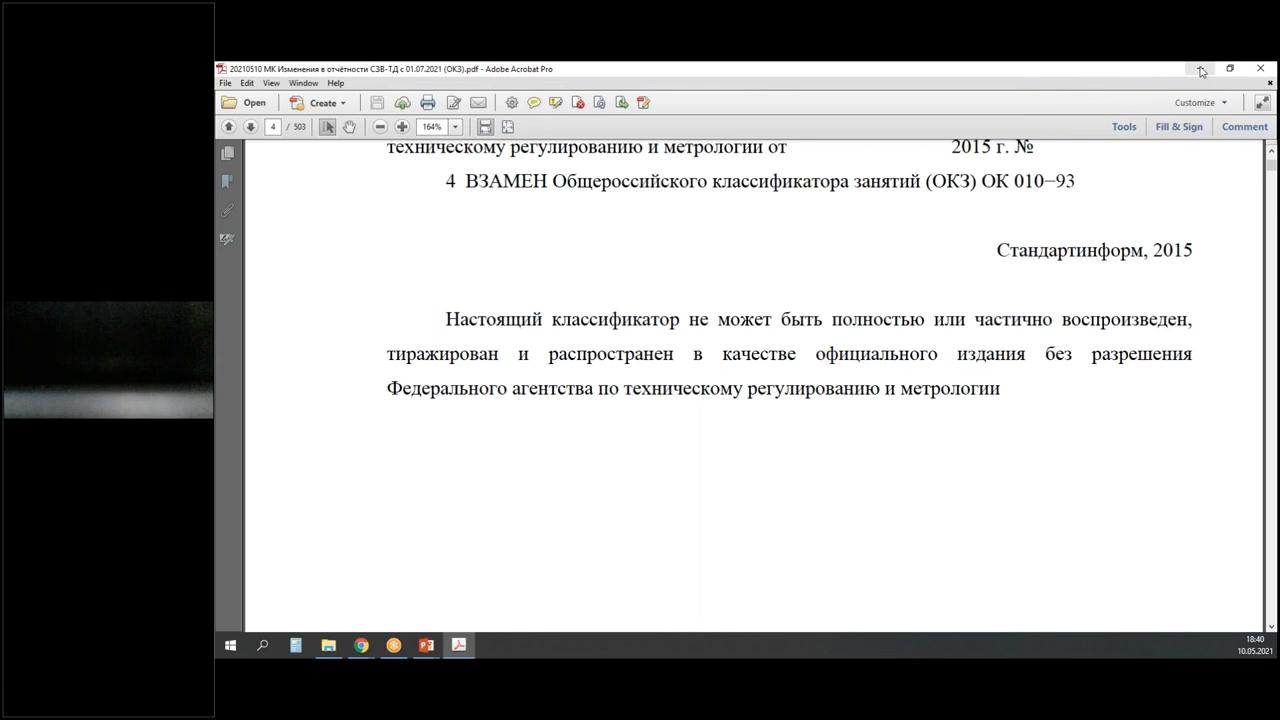 20210510 МК Изменения в отчётности СЗВ-ТД с 01.07.2021 (ОКЗ).pdf - Adobe Acrobat Pro
File Edit View Window Help
Open Create Customize
4 / 503 164% Tools Fill & Sign Comment
техническому регулированию и метрологии от 2015 г. №
4 ВЗАМЕН Общероссийского классификатора занятий (ОКЗ) ОК 010−93
Стандартинформ, 2015
Настоящий классификатор не может быть полностью или частично воспроизведен,
тиражирован и распространен в качестве официального издания без разрешения
Федерального агентства по техническому регулированию и метрологии
18:40
10.05.2021